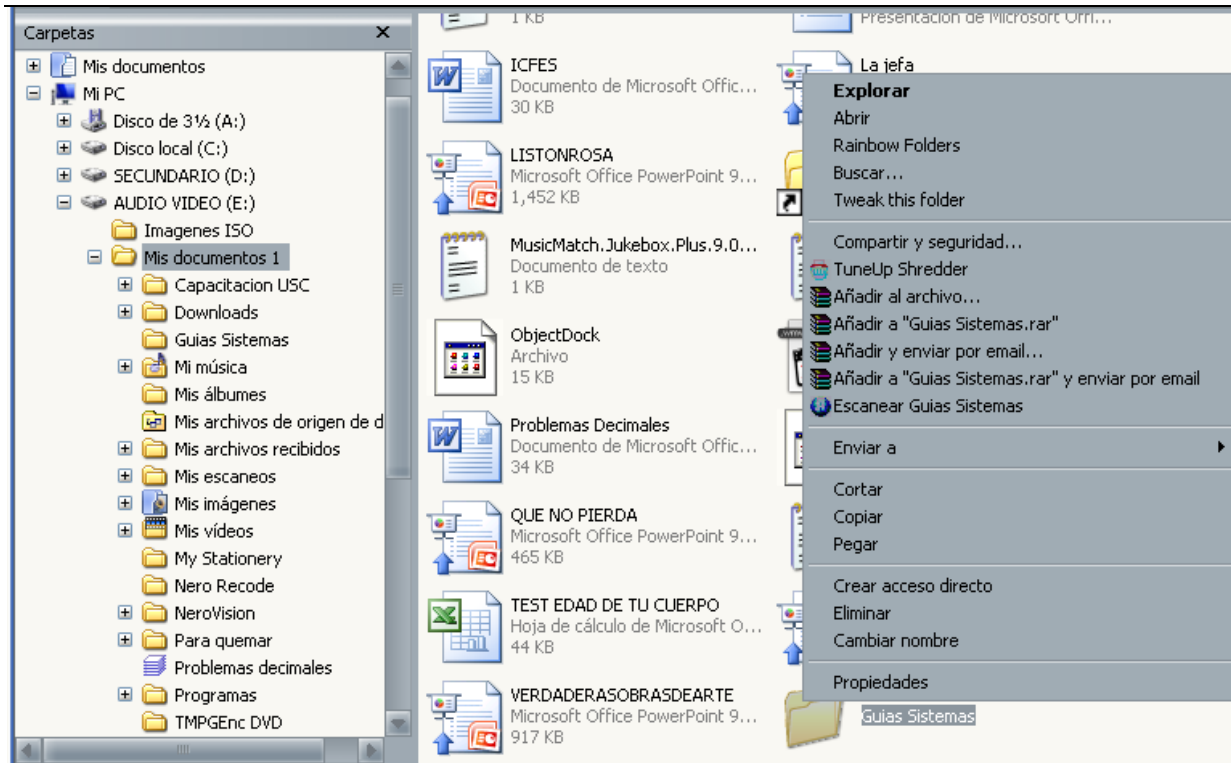 Carpetas
Mis documentos
Mi PC
Disco de 3½ (A:)
Disco local (C:)
SECUNDARIO (D:)
AUDIO VIDEO (E:)
Imagenes ISO
Mis documentos 1
Capacitacion USC
Downloads
Guias Sistemas
Mi música
Mis álbumes
Mis archivos de origen de d
Mis archivos recibidos
Mis escaneos
Mis imágenes
Mis vídeos
My Stationery
Nero Recode
NeroVision
Para quemar
Problemas decimales
Programas
TMPGEnc DVD
1 KB
ICFES
Documento de Microsoft Offic...
30 KB
LISTONROSA
Microsoft Office PowerPoint 9...
1,452 KB
MusicMatch.Jukebox.Plus.9.0...
Documento de texto
1 KB
ObjectDock
Archivo
15 KB
Problemas Decimales
Documento de Microsoft Offic...
34 KB
QUE NO PIERDA
Microsoft Office PowerPoint 9...
465 KB
TEST EDAD DE TU CUERPO
Hoja de cálculo de Microsoft O...
44 KB
VERDADERASOBRASDEARTE
Microsoft Office PowerPoint 9...
917 KB
Presentación de Microsoft Offi...
La jefa
Explorar
Abrir
Rainbow Folders
Buscar...
Tweak this folder
Compartir y seguridad...
TuneUp Shredder
Añadir al archivo...
Añadir a "Guias Sistemas.rar"
Añadir y enviar por email...
Añadir a "Guias Sistemas.rar" y enviar por email
Escanear Guias Sistemas
Enviar a
Cortar
Copiar
Pegar
Crear acceso directo
Eliminar
Cambiar nombre
Propiedades
Guias Sistemas